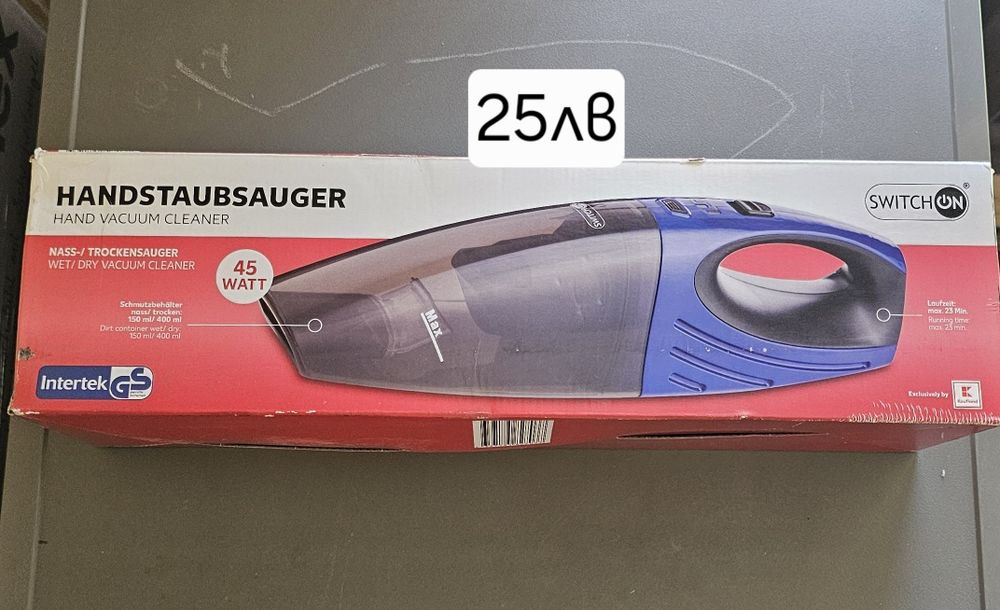 25лв
HANDSTAUBSAUGER
HAND VACUUM CLEANER
SWITCH ON
NASS-/ TROCKENSAUGER
WET/ DRY VACUUM CLEANER
45
WATT
Schmutzbehälter
nass/ trocken:
150 ml/ 400 ml
Dirt container wet/ dry:
150 ml/ 400 ml
Max
Laufzeit:
max. 23 Min.
Running time:
max. 23 min.
Intertek GS
Exclusively by
K
Kaufland